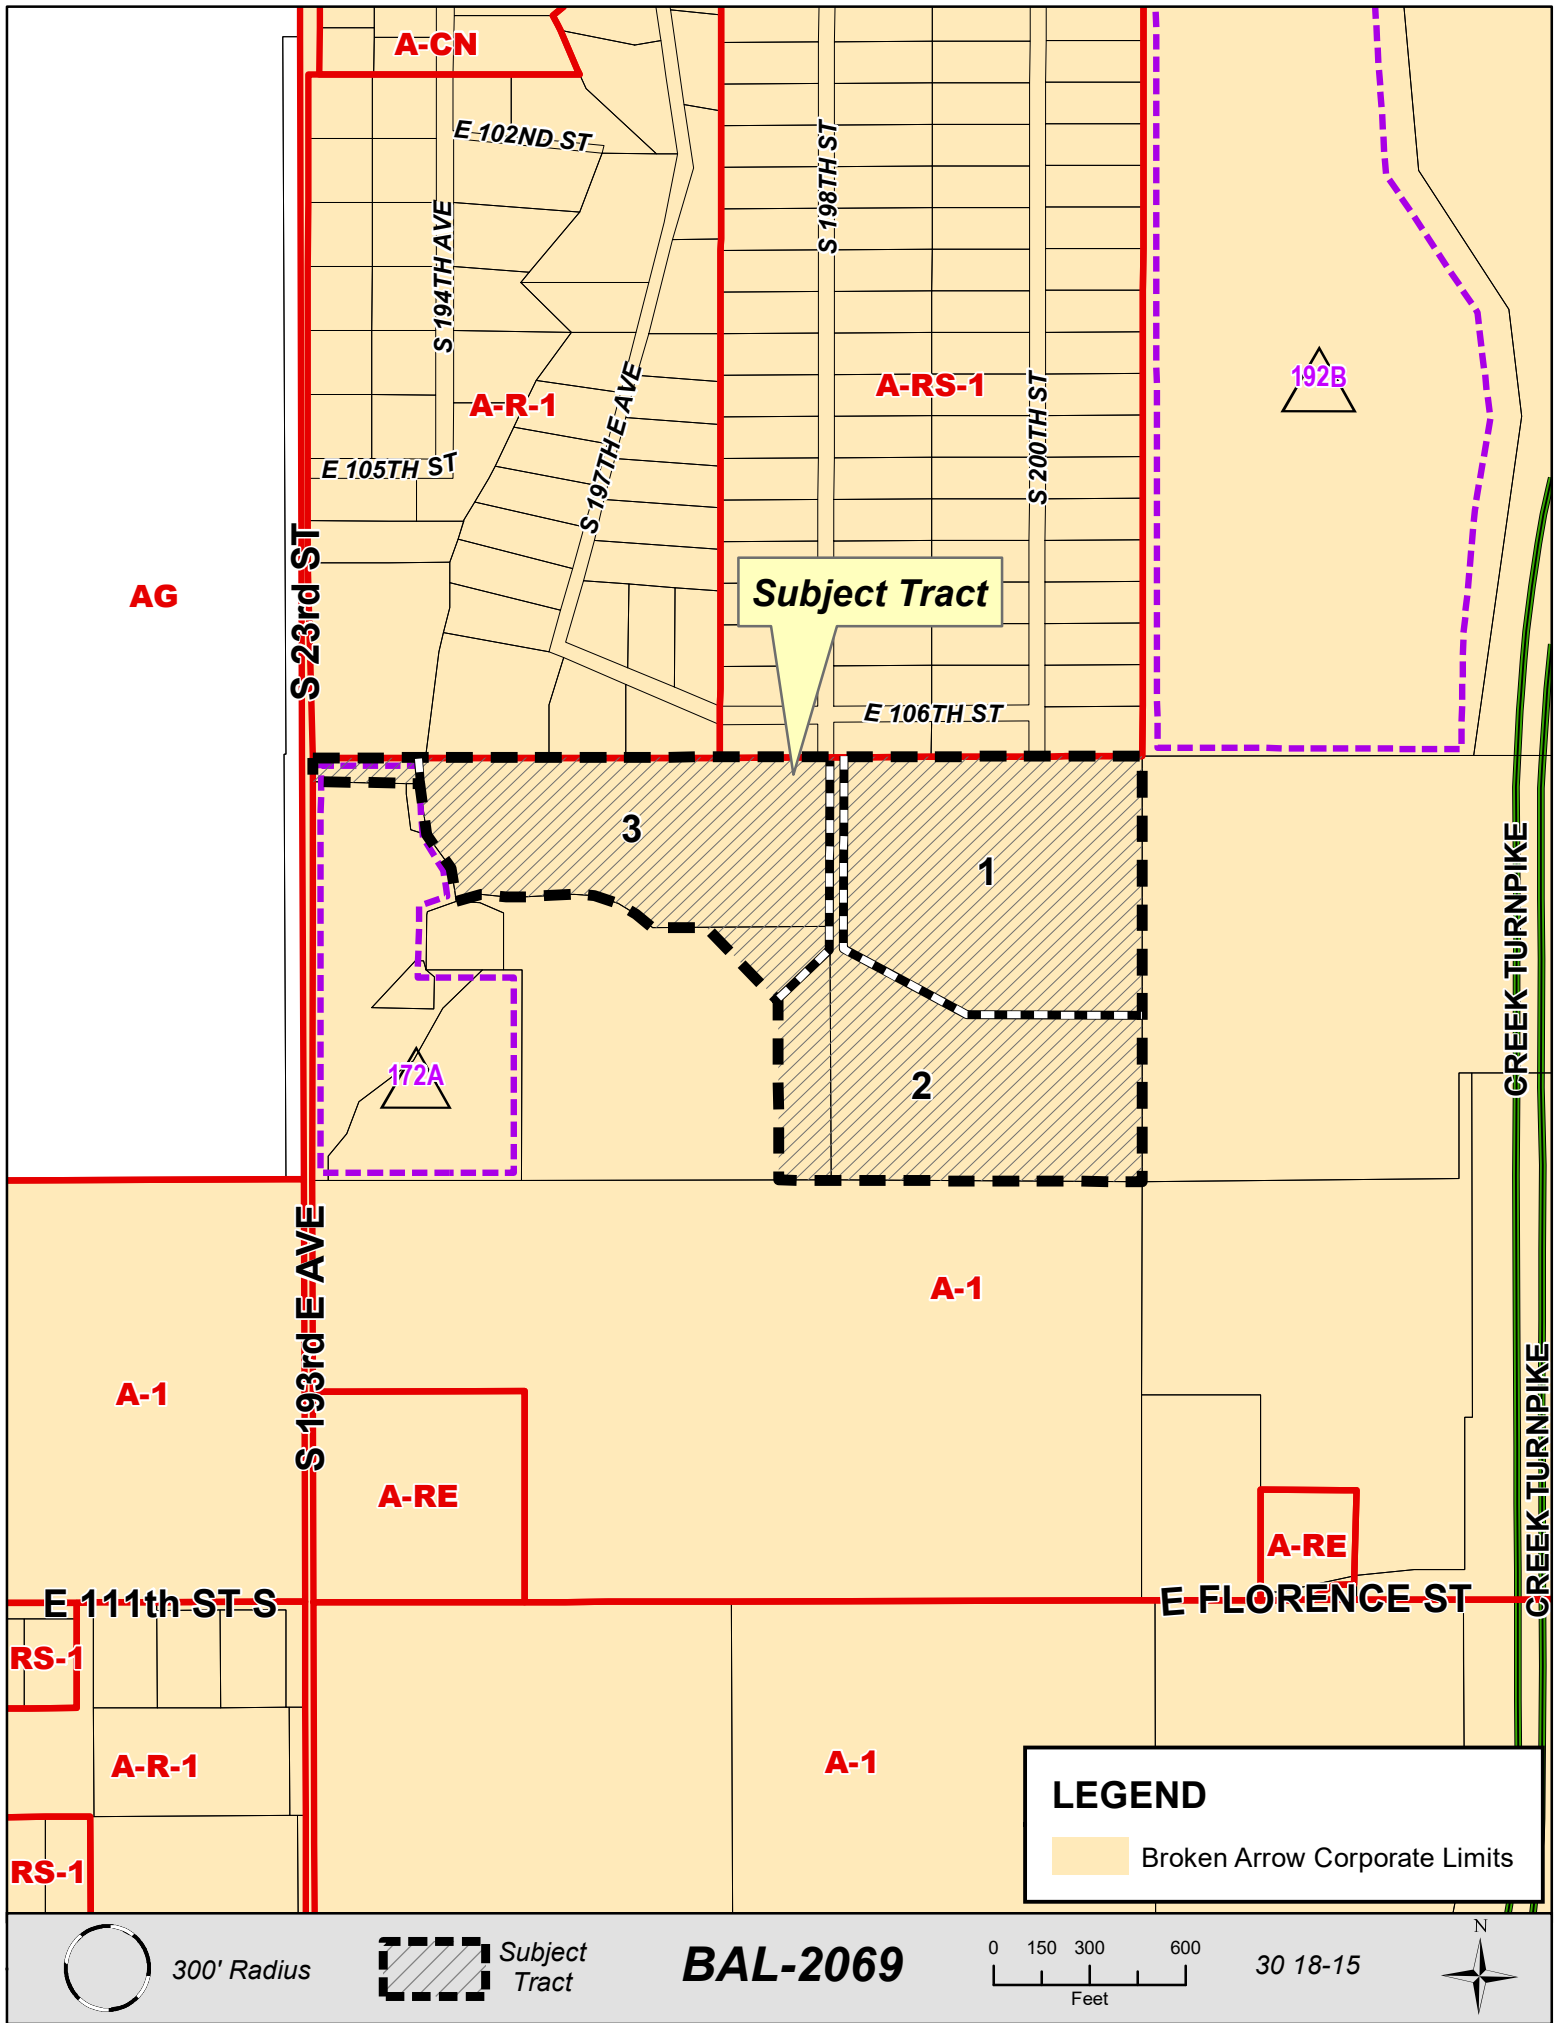 A-CN
E 102ND ST
S 198TH ST
S 194TH AVE
192B
A-RS-1
A-R-1
S 197TH E AVE
S 200TH ST
E 105TH ST
AG
S 23rd ST
Subject Tract
E 106TH ST
3
1
CREEK TURNPIKE
172A
2
S 193rd E AVE
A-1
A-1
CREEK TURNPIKE
A-RE
A-RE
E 111th ST S
E FLORENCE ST
RS-1
A-R-1
A-1
RS-1
LEGEND
Broken Arrow Corporate Limits
300' Radius
Subject
Tract
BAL-2069
0 150 300 600
Feet
30 18-15
N